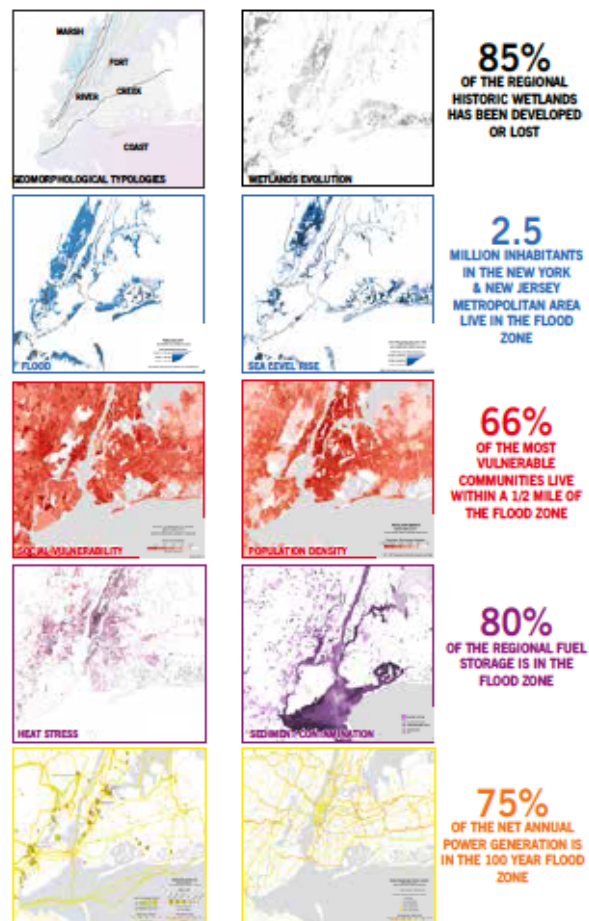 MARSH
FORT
RIVER
CREEK
COAST
GEOMORPHOLOGICAL TYPOLOGIES
WETLANDS EVOLUTION
85%
OF THE REGIONAL
HISTORIC WETLANDS
HAS BEEN DEVELOPED
OR LOST
FLOOD
SEA LEVEL RISE
2.5
MILLION INHABITANTS
IN THE NEW YORK
& NEW JERSEY
METROPOLITAN AREA
LIVE IN THE FLOOD
ZONE
SOCIAL VULNERABILITY
POPULATION DENSITY
66%
OF THE MOST
VULNERABLE
COMMUNITIES LIVE
WITHIN A 1/2 MILE OF
THE FLOOD ZONE
HEAT STRESS
SEDIMENT CONTAMINATION
80%
OF THE REGIONAL FUEL
STORAGE IS IN THE
FLOOD ZONE
75%
OF THE NET ANNUAL
POWER GENERATION IS
IN THE 100 YEAR FLOOD
ZONE